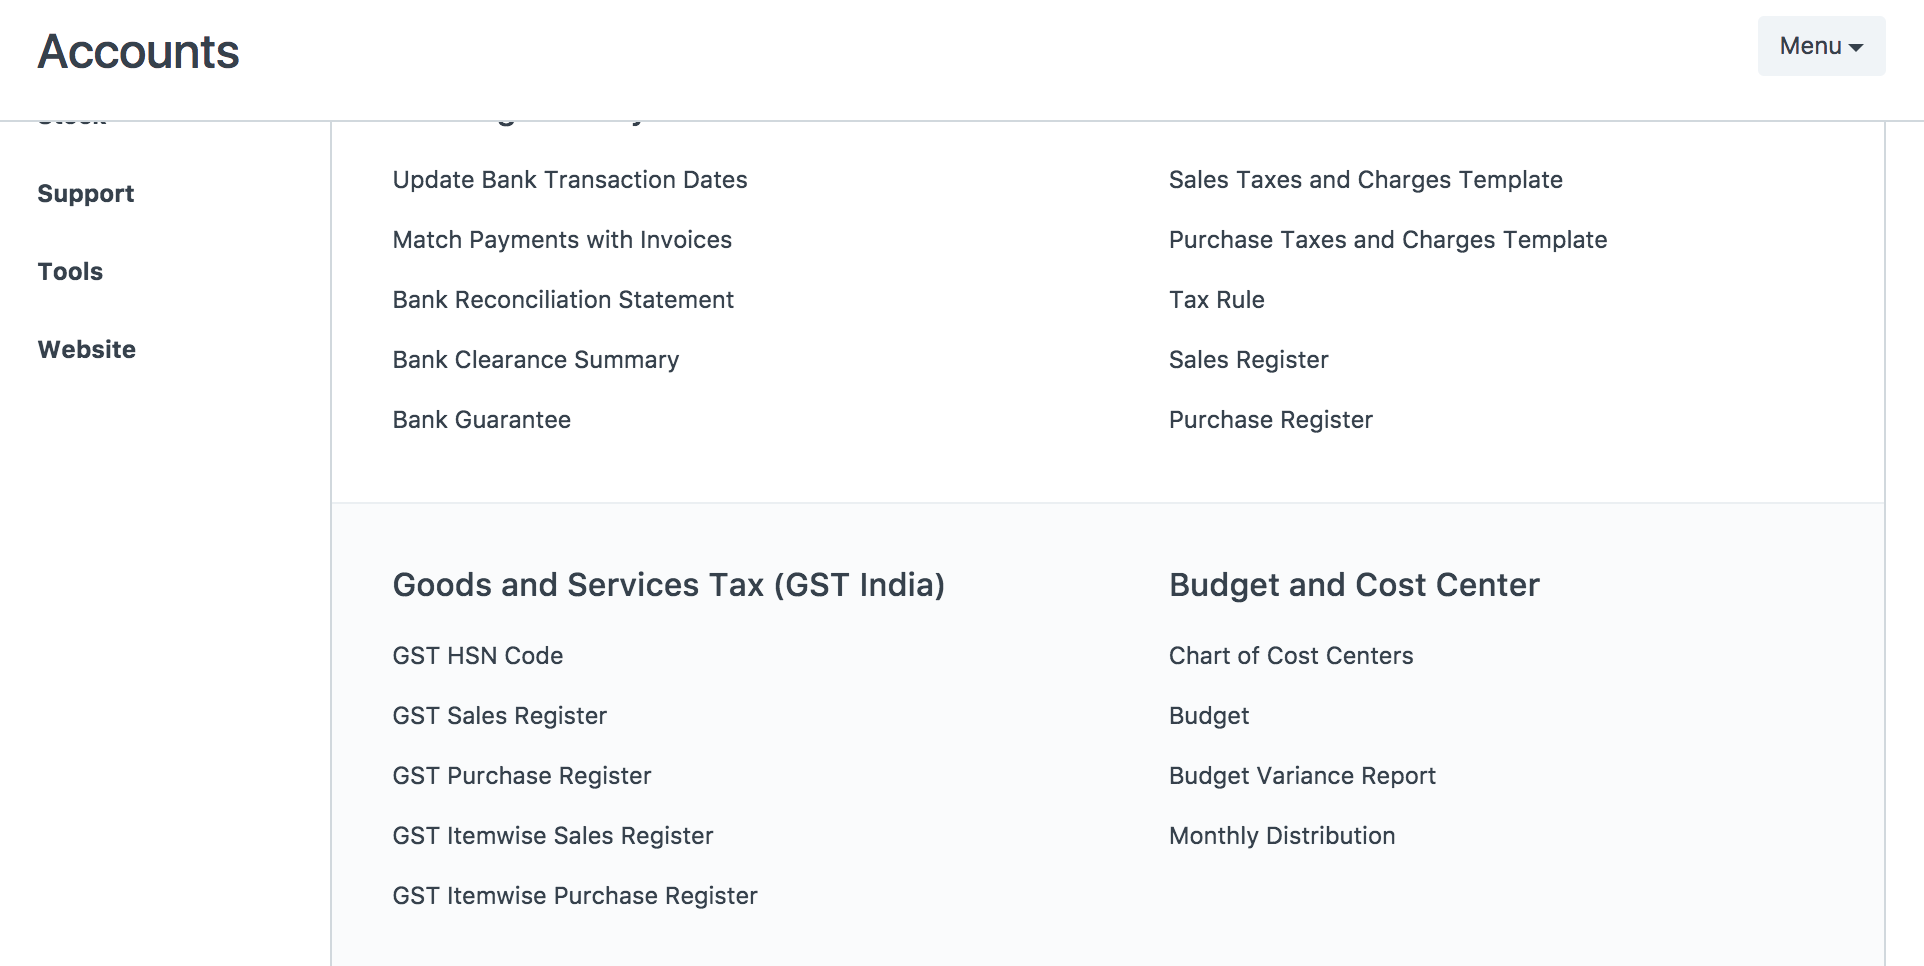 Accounts
Menu
Support
Tools
Website
Update Bank Transaction Dates
Match Payments with Invoices
Bank Reconciliation Statement
Bank Clearance Summary
Bank Guarantee
Sales Taxes and Charges Template
Purchase Taxes and Charges Template
Tax Rule
Sales Register
Purchase Register
Goods and Services Tax (GST India)
GST HSN Code
GST Sales Register
GST Purchase Register
GST Itemwise Sales Register
GST Itemwise Purchase Register
Budget and Cost Center
Chart of Cost Centers
Budget
Budget Variance Report
Monthly Distribution